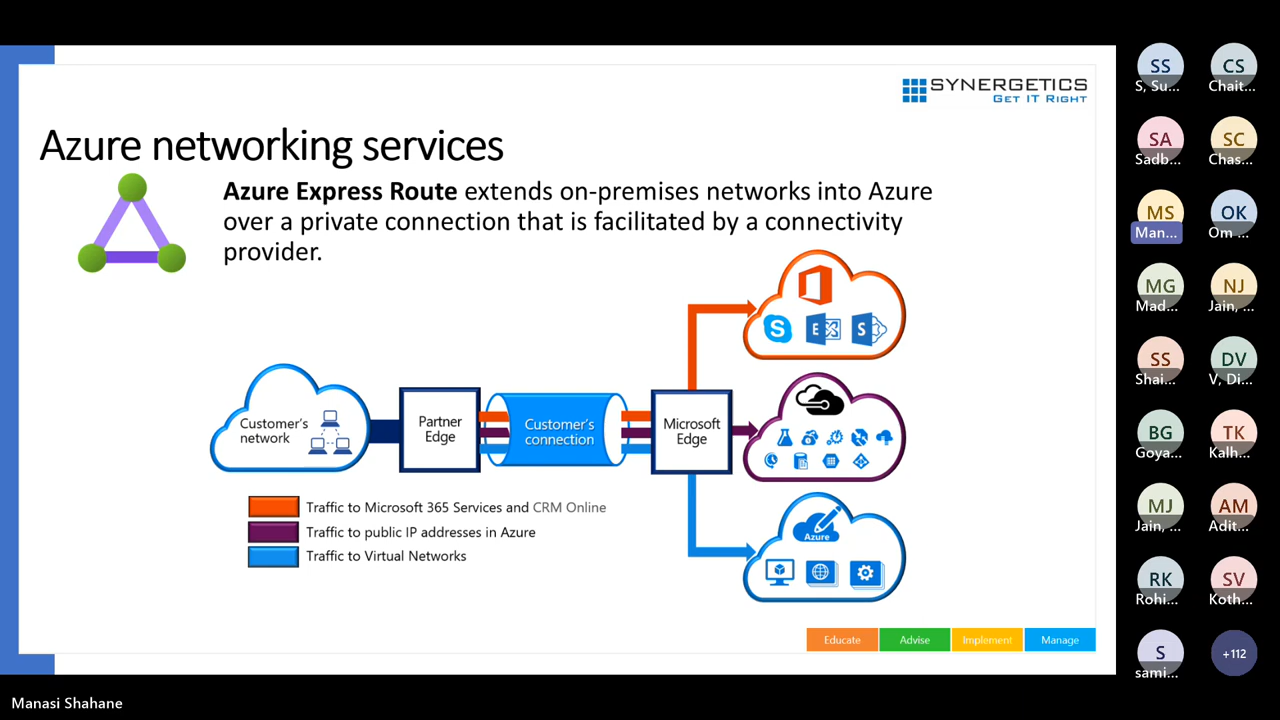 SYNERGETICS
GET IT RIGHT
Azure networking services
Azure Express Route extends on-premises networks into Azure
over a private connection that is facilitated by a connectivity
provider.
S
E
S
Customer's
network
Partner
Edge
Customer's
connection
Microsoft
Edge
Azure
Traffic to Microsoft 365 Services and CRM Online
Traffic to public IP addresses in Azure
Traffic to Virtual Networks
Educate
Advise
Implement
Manage
Manasi Shahane
SS
S, Su...
CS
Chait...
SA
Sadb...
SC
Chas...
MS
Man...
OK
Om ...
MG
Mad...
NJ
Jain, ...
SS
Shai...
DV
V, Di...
BG
Goya...
TK
Kalh...
MJ
Jain, ...
AM
Adit...
RK
Rohi...
SV
Koth...
S
sami...
+112